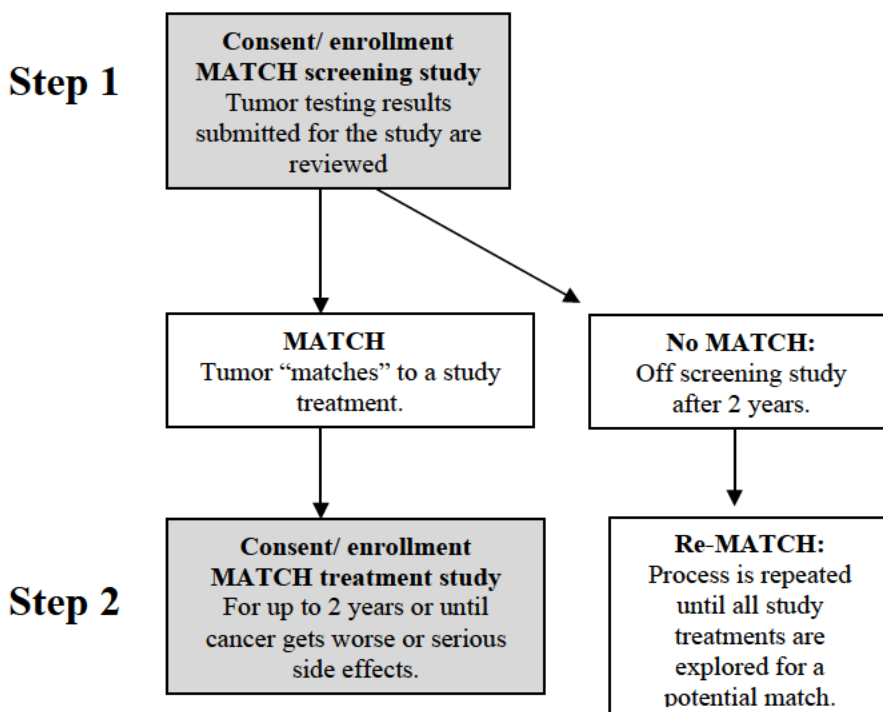 Step 1
Consent/ enrollment
MATCH screening study
Tumor testing results
submitted for the study are
reviewed
MATCH
Tumor “matches” to a study
treatment.
No MATCH:
Off screening study
after 2 years.
Step 2
Consent/ enrollment
MATCH treatment study
For up to 2 years or until
cancer gets worse or serious
side effects.
Re-MATCH:
Process is repeated
until all study
treatments are
explored for a
potential match.